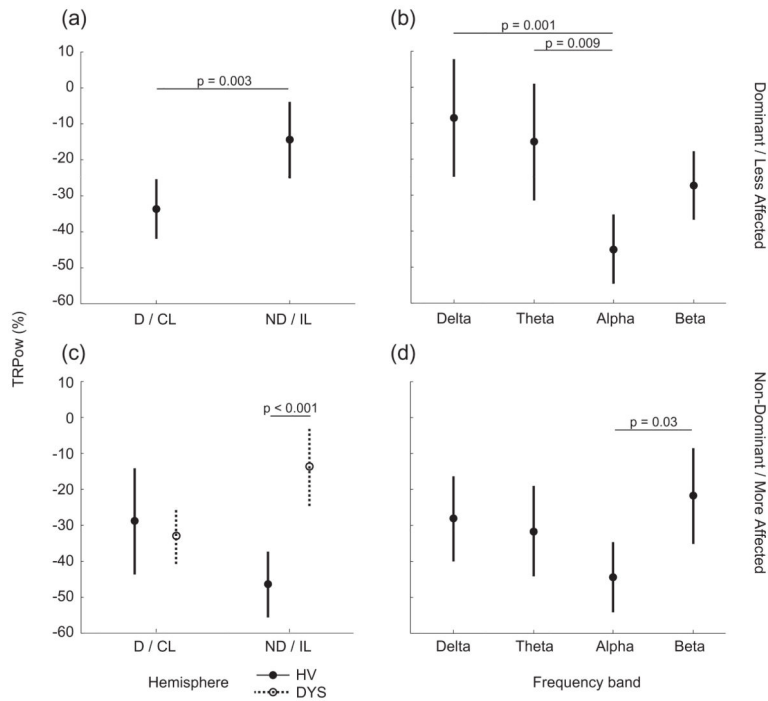 (a)
10
0
-10
-20
-30
-40
-50
-60
p = 0.003
D / CL
ND / IL
(b)
p = 0.001
p = 0.009
Delta
Theta
Alpha
Beta
Dominant / Less Affected
TRPow (%)
(c)
10
0
-10
-20
-30
-40
-50
-60
p < 0.001
D / CL
ND / IL
Hemisphere
HV
DYS
(d)
p = 0.03
Delta
Theta
Alpha
Beta
Frequency band
Non-Dominant / More Affected